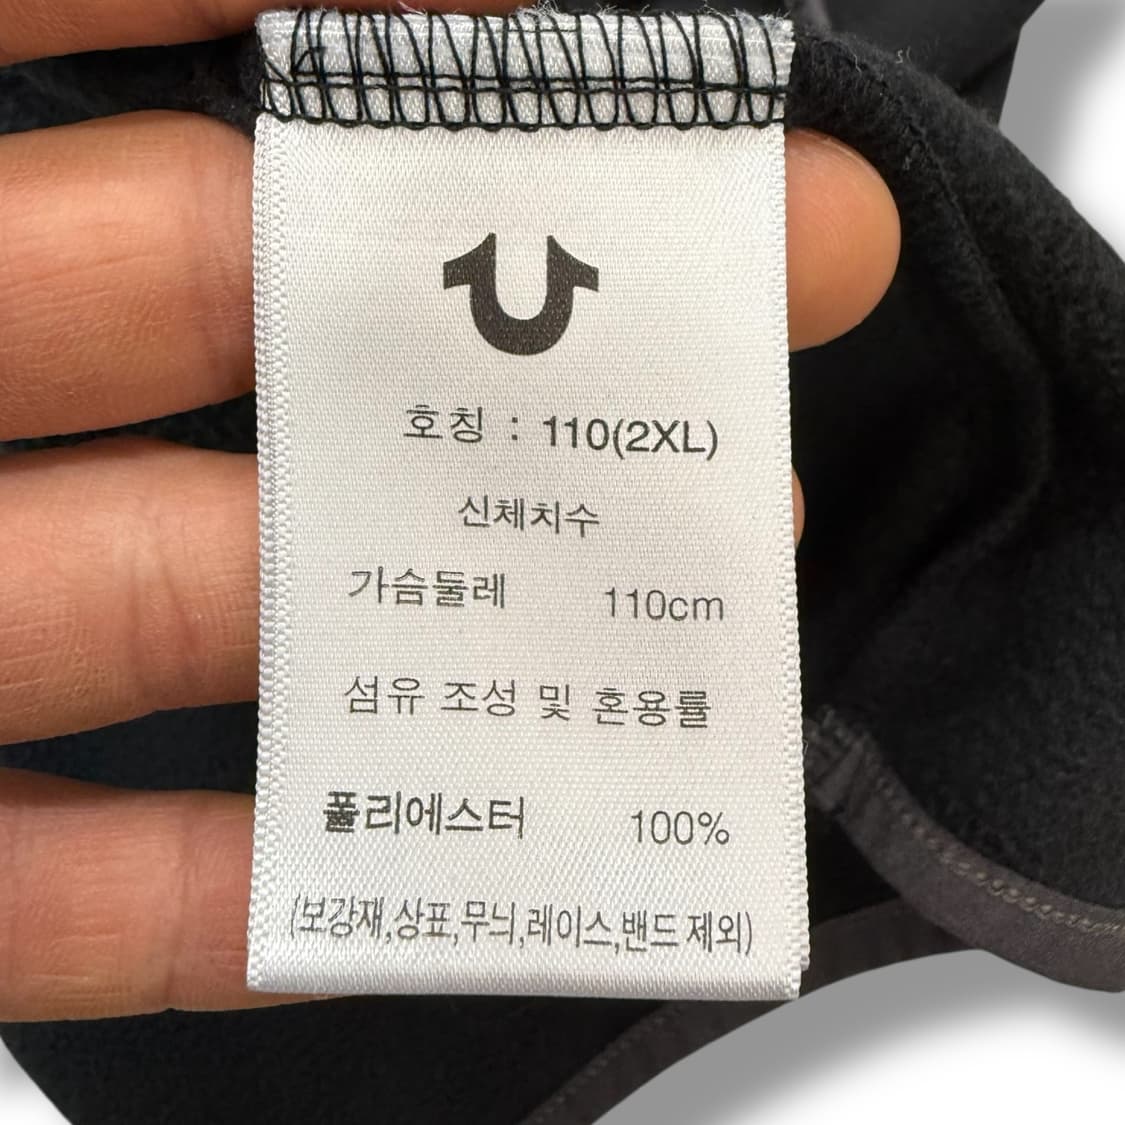 호칭 : 110(2XL)
신체치수
가슴둘레 110cm
섬유 조성 및 혼용률
폴리에스터 100%
(보강재,상표,무늬,레이스,밴드 제외)